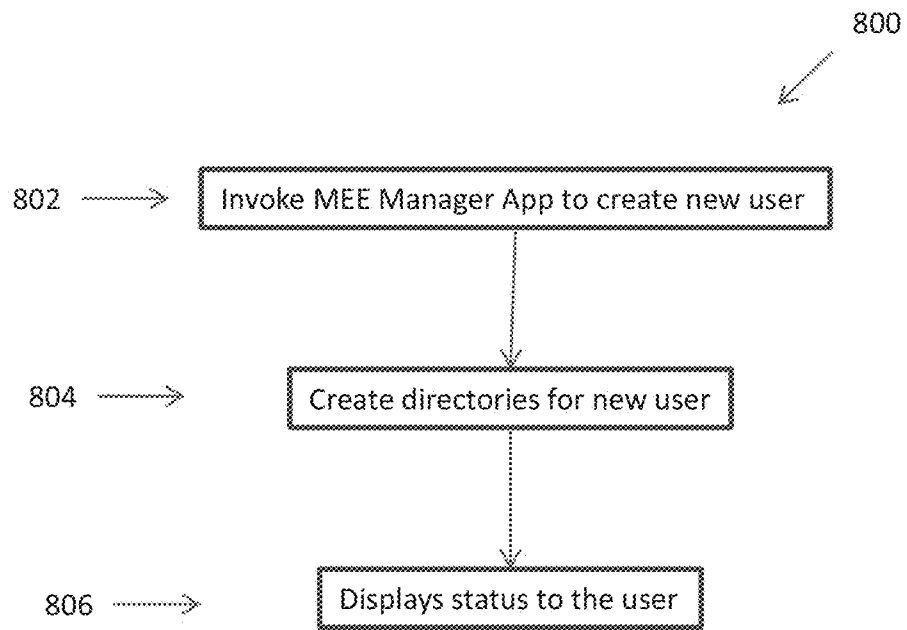 800
802
Invoke MEE Manager App to create new user
804
Create directories for new user
806
Displays status to the user